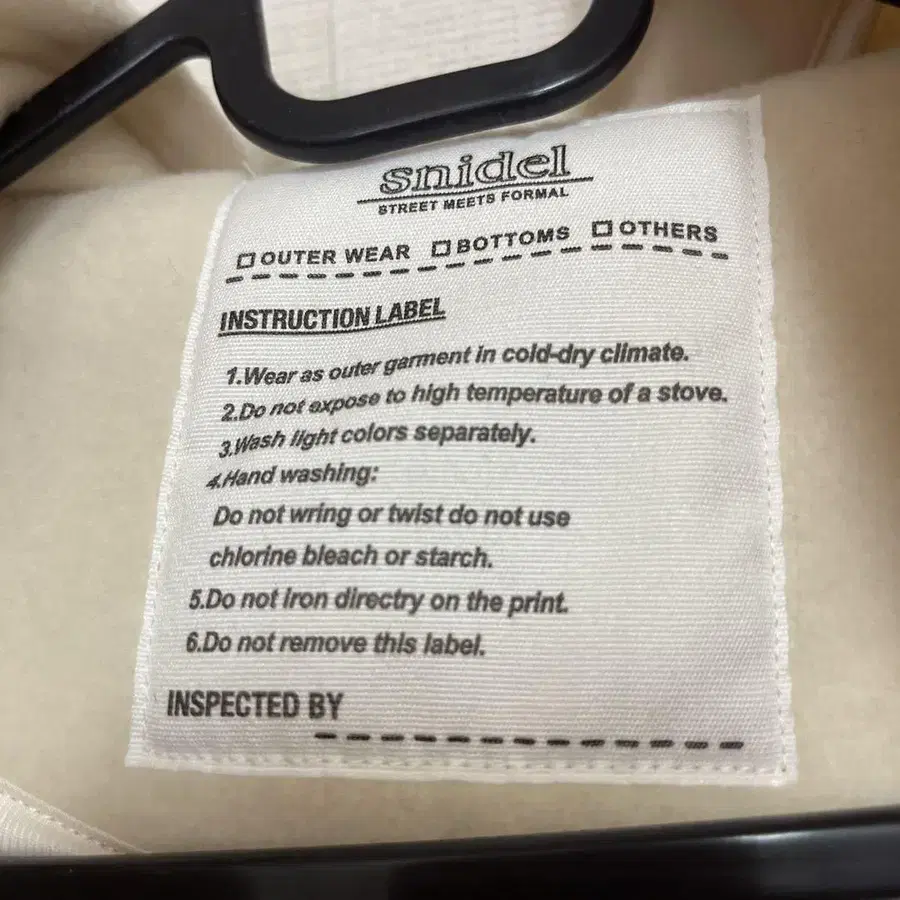 snidel
STREET MEETS FORMAL
OUTER WEAR BOTTOMS OTHERS
INSTRUCTION LABEL
1.Wear as outer garment in cold-dry climate.
2.Do not expose to high temperature of a stove.
3.Wash light colors separately.
4.Hand washing:
Do not wring or twist do not use
chlorine bleach or starch.
5.Do not iron directry on the print.
6.Do not remove this label.
INSPECTED BY